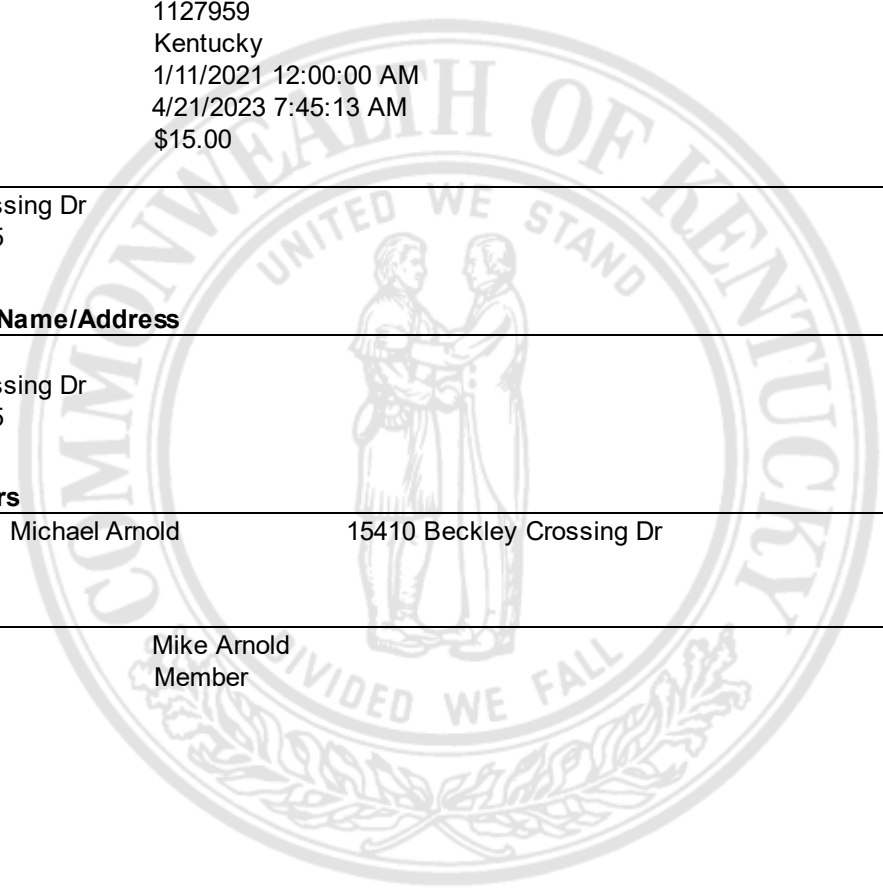 1127959
Kentucky
1/11/2021 12:00:00 AM
4/21/2023 7:45:13 AM
$15.00
COMMONWEALTH OF KENTUCKY
UNITED WE STAND
ssing Dr
5
Name/Address
ssing Dr
5
rs
Michael Arnold 15410 Beckley Crossing Dr
Mike Arnold
Member
DIVIDED WE FALL